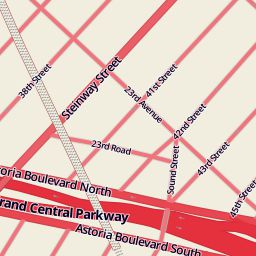 38th Street
Steinway Street
23rd Avenue
41st Street
42nd Street
23rd Road
Sound Street
43rd Street
45th Street
Astoria Boulevard North
Grand Central Parkway
Astoria Boulevard South